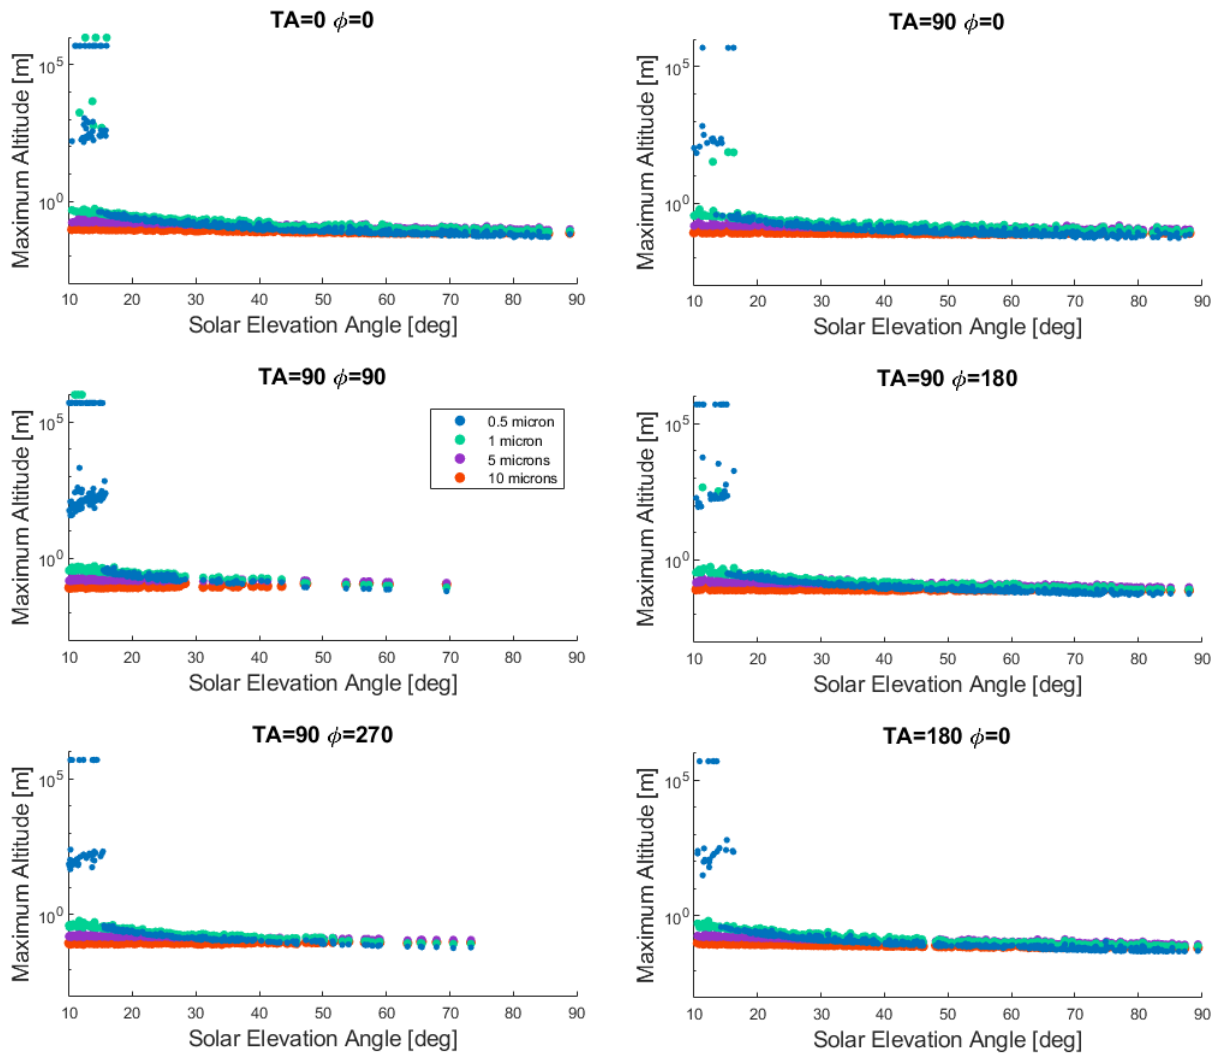 TA=0 ϕ=0
Maximum Altitude [m]
10^5
10^0
10 20 30 40 50 60 70 80 90
Solar Elevation Angle [deg]
TA=90 ϕ=0
Maximum Altitude [m]
10^5
10^0
10 20 30 40 50 60 70 80 90
Solar Elevation Angle [deg]
TA=90 ϕ=90
Maximum Altitude [m]
10^5
10^0
0.5 micron
1 micron
5 microns
10 microns
10 20 30 40 50 60 70 80 90
Solar Elevation Angle [deg]
TA=90 ϕ=180
Maximum Altitude [m]
10^5
10^0
10 20 30 40 50 60 70 80 90
Solar Elevation Angle [deg]
TA=90 ϕ=270
Maximum Altitude [m]
10^5
10^0
10 20 30 40 50 60 70 80 90
Solar Elevation Angle [deg]
TA=180 ϕ=0
Maximum Altitude [m]
10^5
10^0
10 20 30 40 50 60 70 80 90
Solar Elevation Angle [deg]